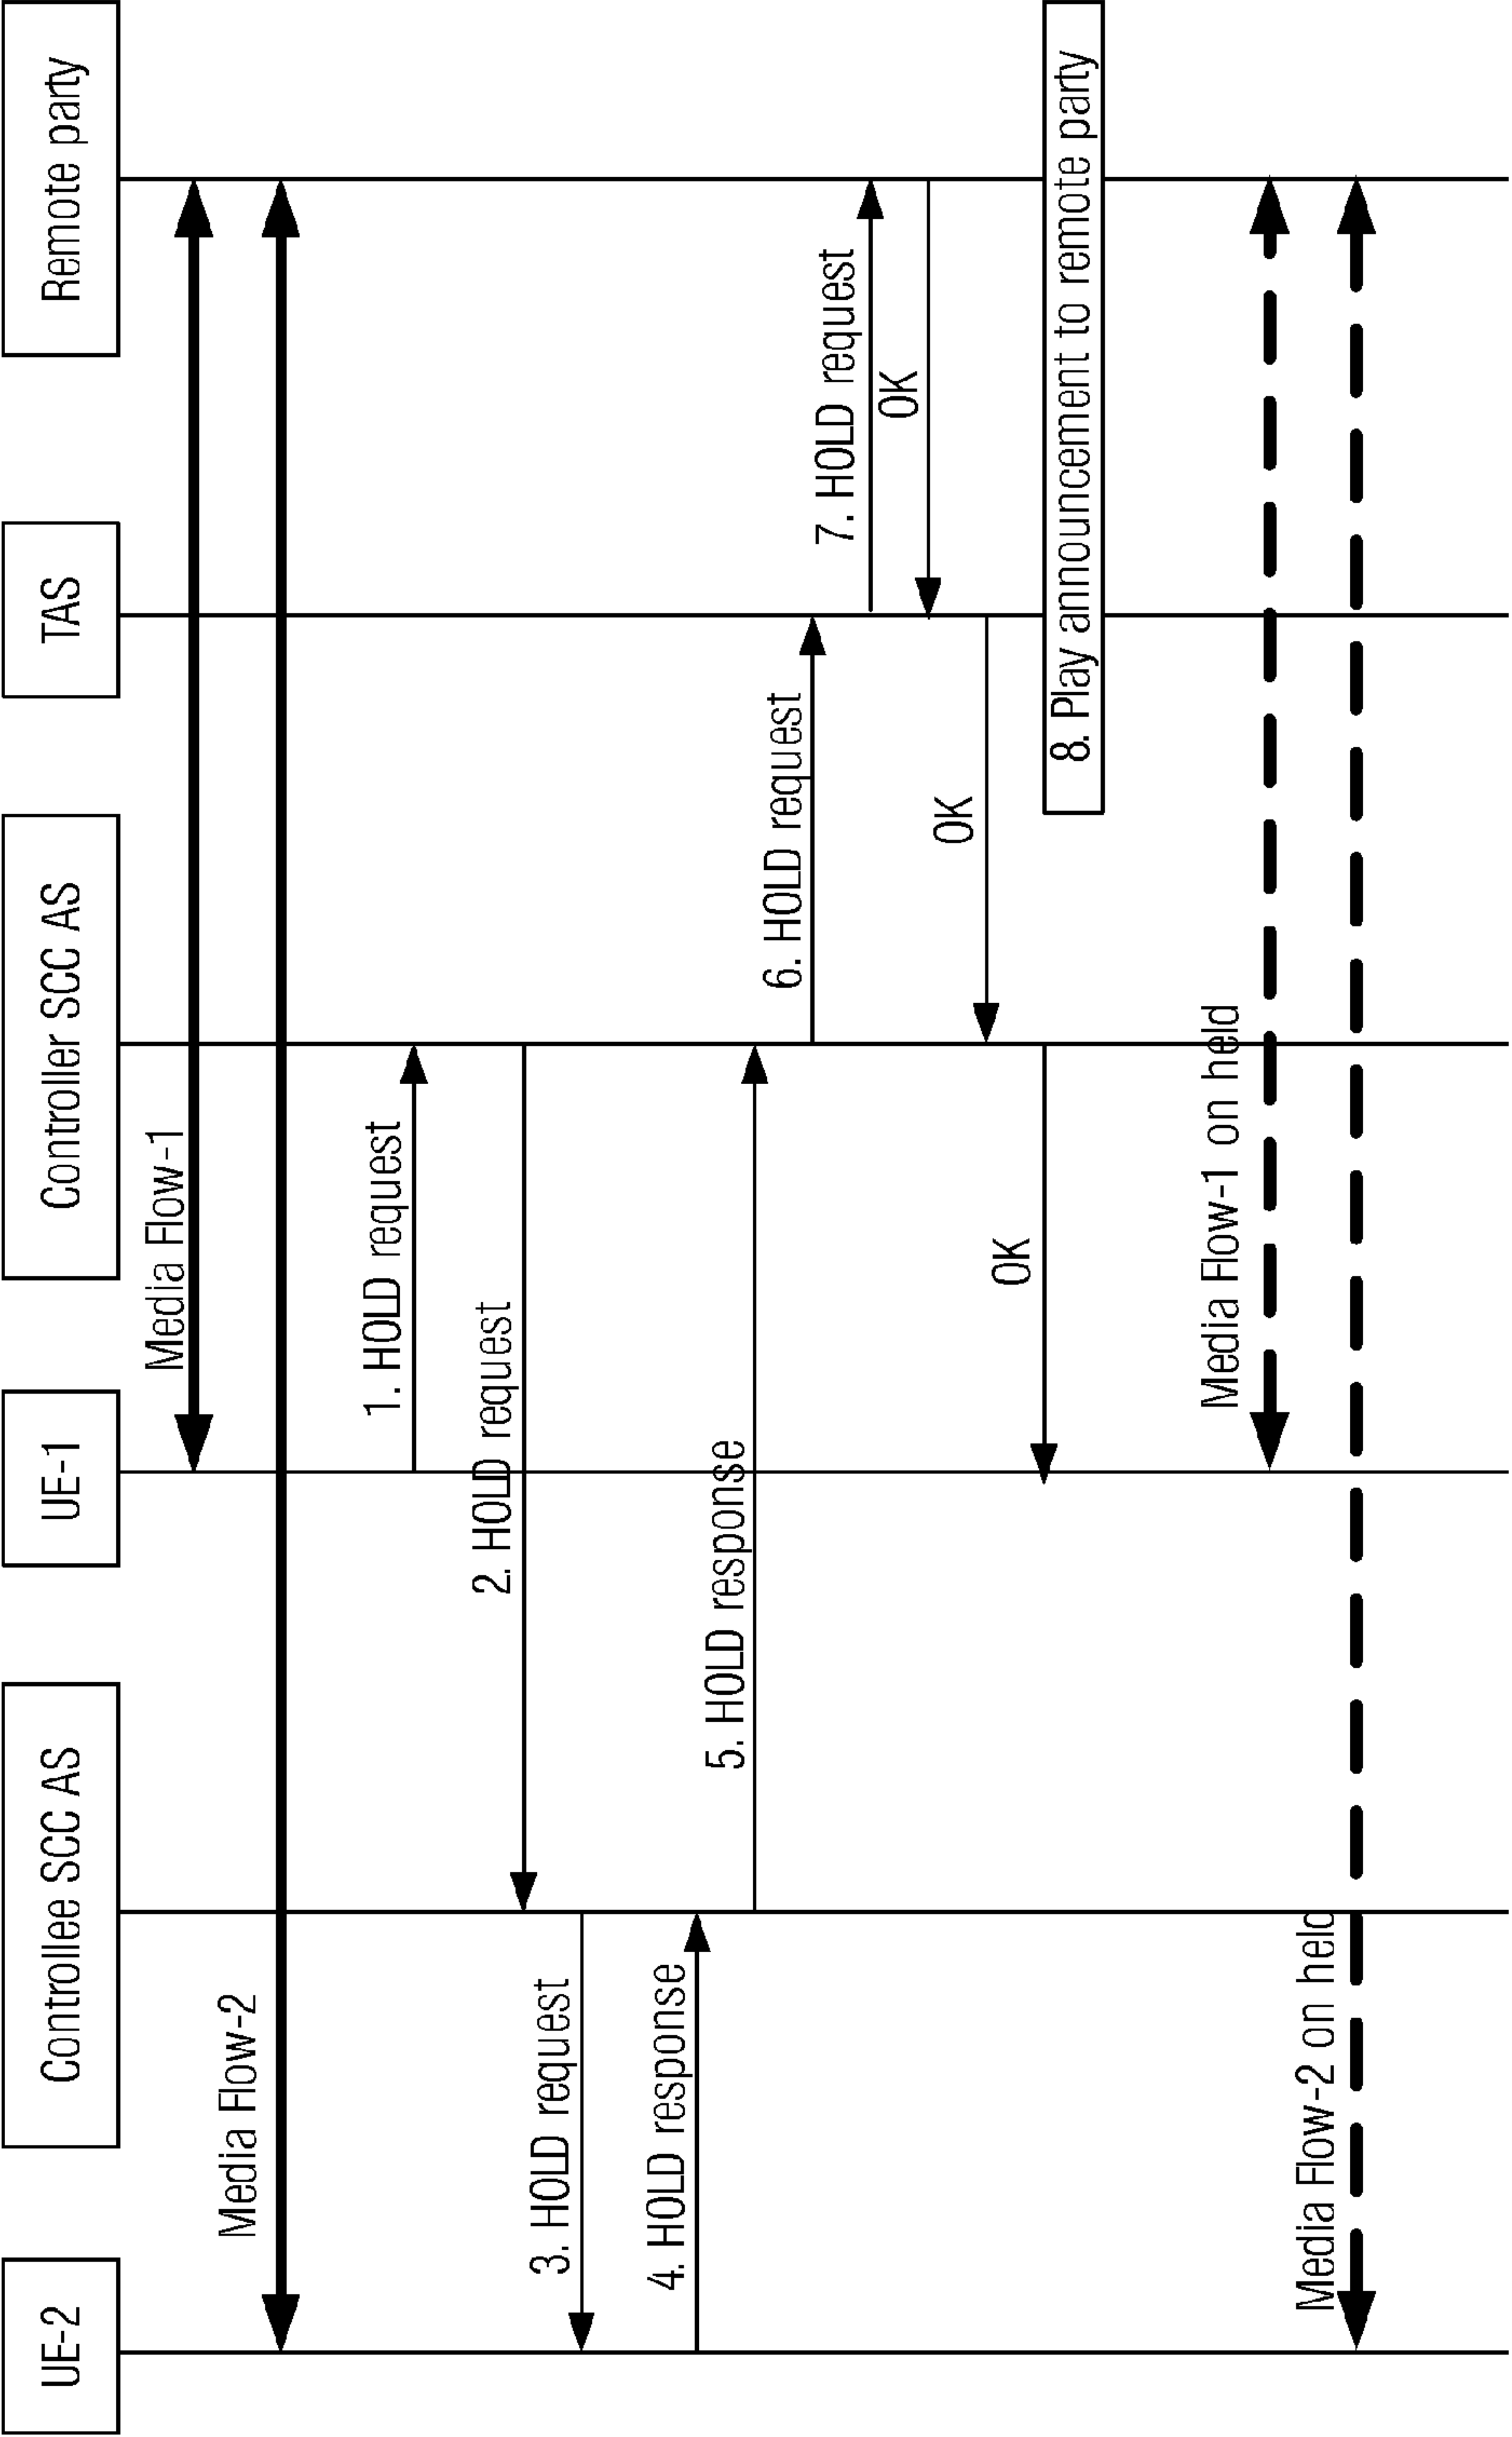 UE-2
Controllee SCC AS
UE-1
Controller SCC AS
TAS
Remote party
Media Flow-1
Media Flow-2
1. HOLD request
2. HOLD request
3. HOLD request
4. HOLD response
5. HOLD response
6. HOLD request
7. HOLD request
OK
OK
OK
8. Play announcement to remote party
Media Flow-1 on held
Media Flow-2 on held